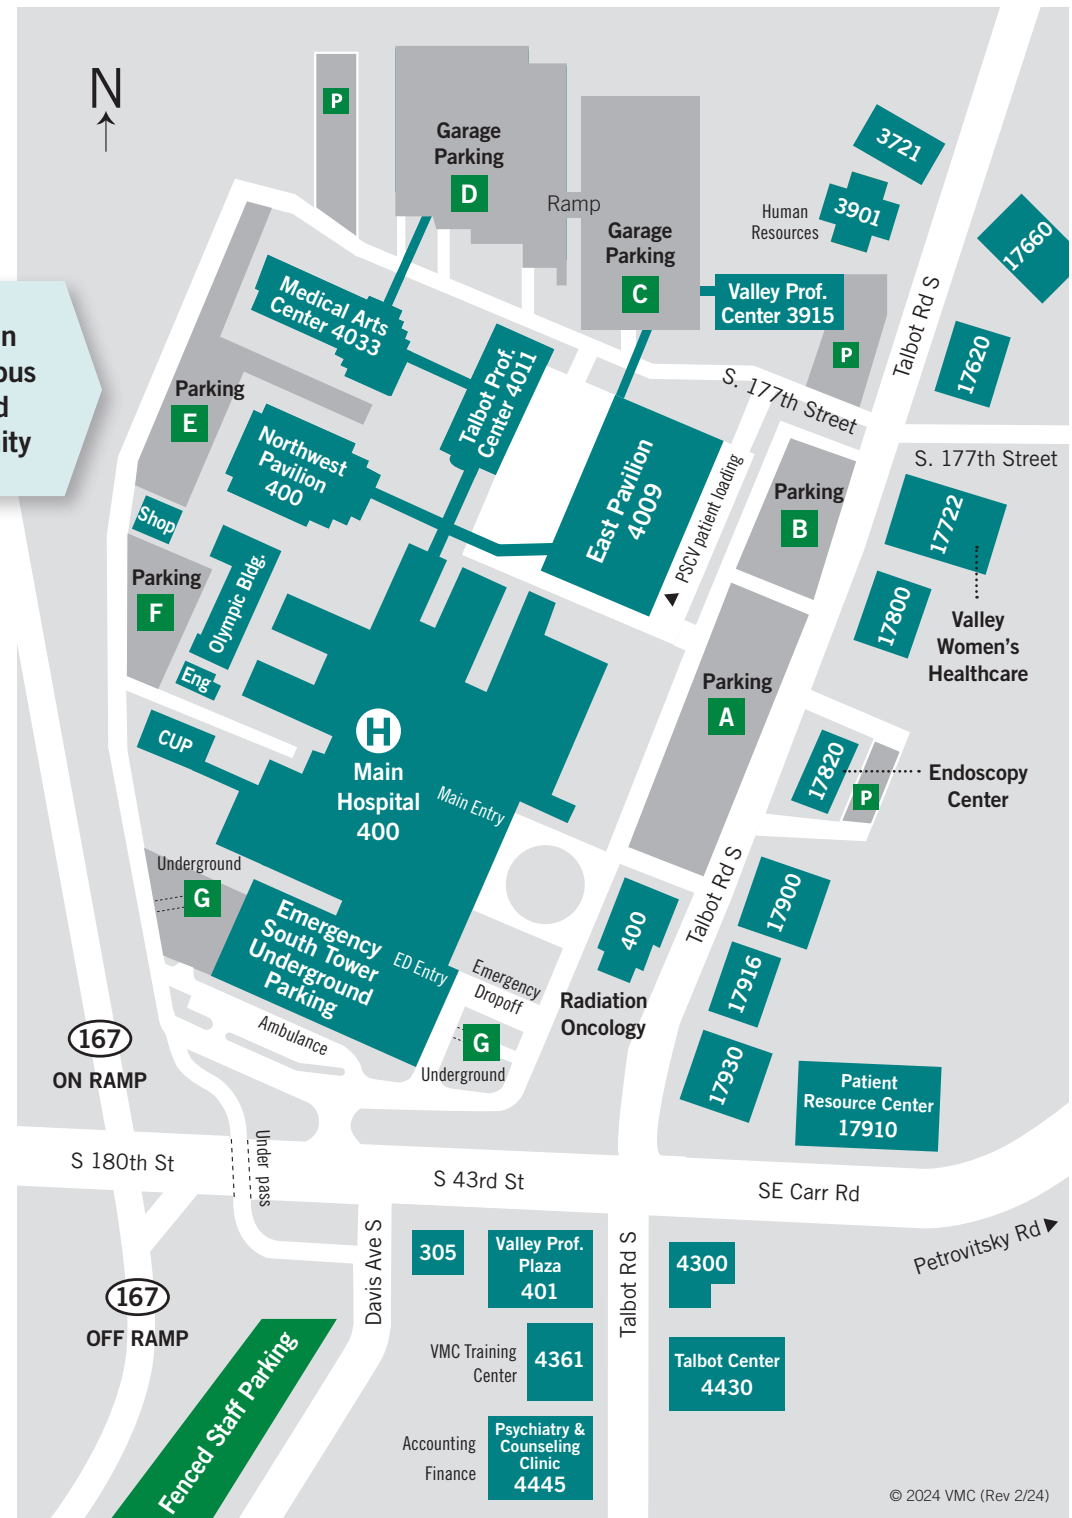 N
P
Garage
Parking
D
Ramp
Garage
Parking
C
3721
Human
Resources
3901
17660
Medical Arts
Center 4033
Valley Prof.
Center 3915
P
Talbot Rd S
17620
Talbot Prof.
Center 4011
S. 177th Street
S. 177th Street
Parking
E
Northwest
Pavilion
400
East Pavilion
4009
PSCV patient loading
Parking
B
17722
Valley
Women's
Healthcare
17800
Shop
Parking
F
Olympic Bldg.
Eng
CUP
H
Main
Hospital
400
Main Entry
Parking
A
17820
P
Endoscopy
Center
Underground
G
Emergency
South Tower
Underground
Parking
ED Entry
Emergency
Dropoff
G
Underground
Ambulance
400
Radiation
Oncology
Talbot Rd S
17900
17916
17930
Patient
Resource Center
17910
167
ON RAMP
S 180th St
Under pass
S 43rd St
SE Carr Rd
Petrovitsky Rd
167
OFF RAMP
Davis Ave S
305
Valley Prof.
Plaza
401
Talbot Rd S
4300
VMC Training
Center
4361
Talbot Center
4430
Accounting
Finance
Psychiatry &
Counseling
Clinic
4445
Fenced Staff Parking
© 2024 VMC (Rev 2/24)